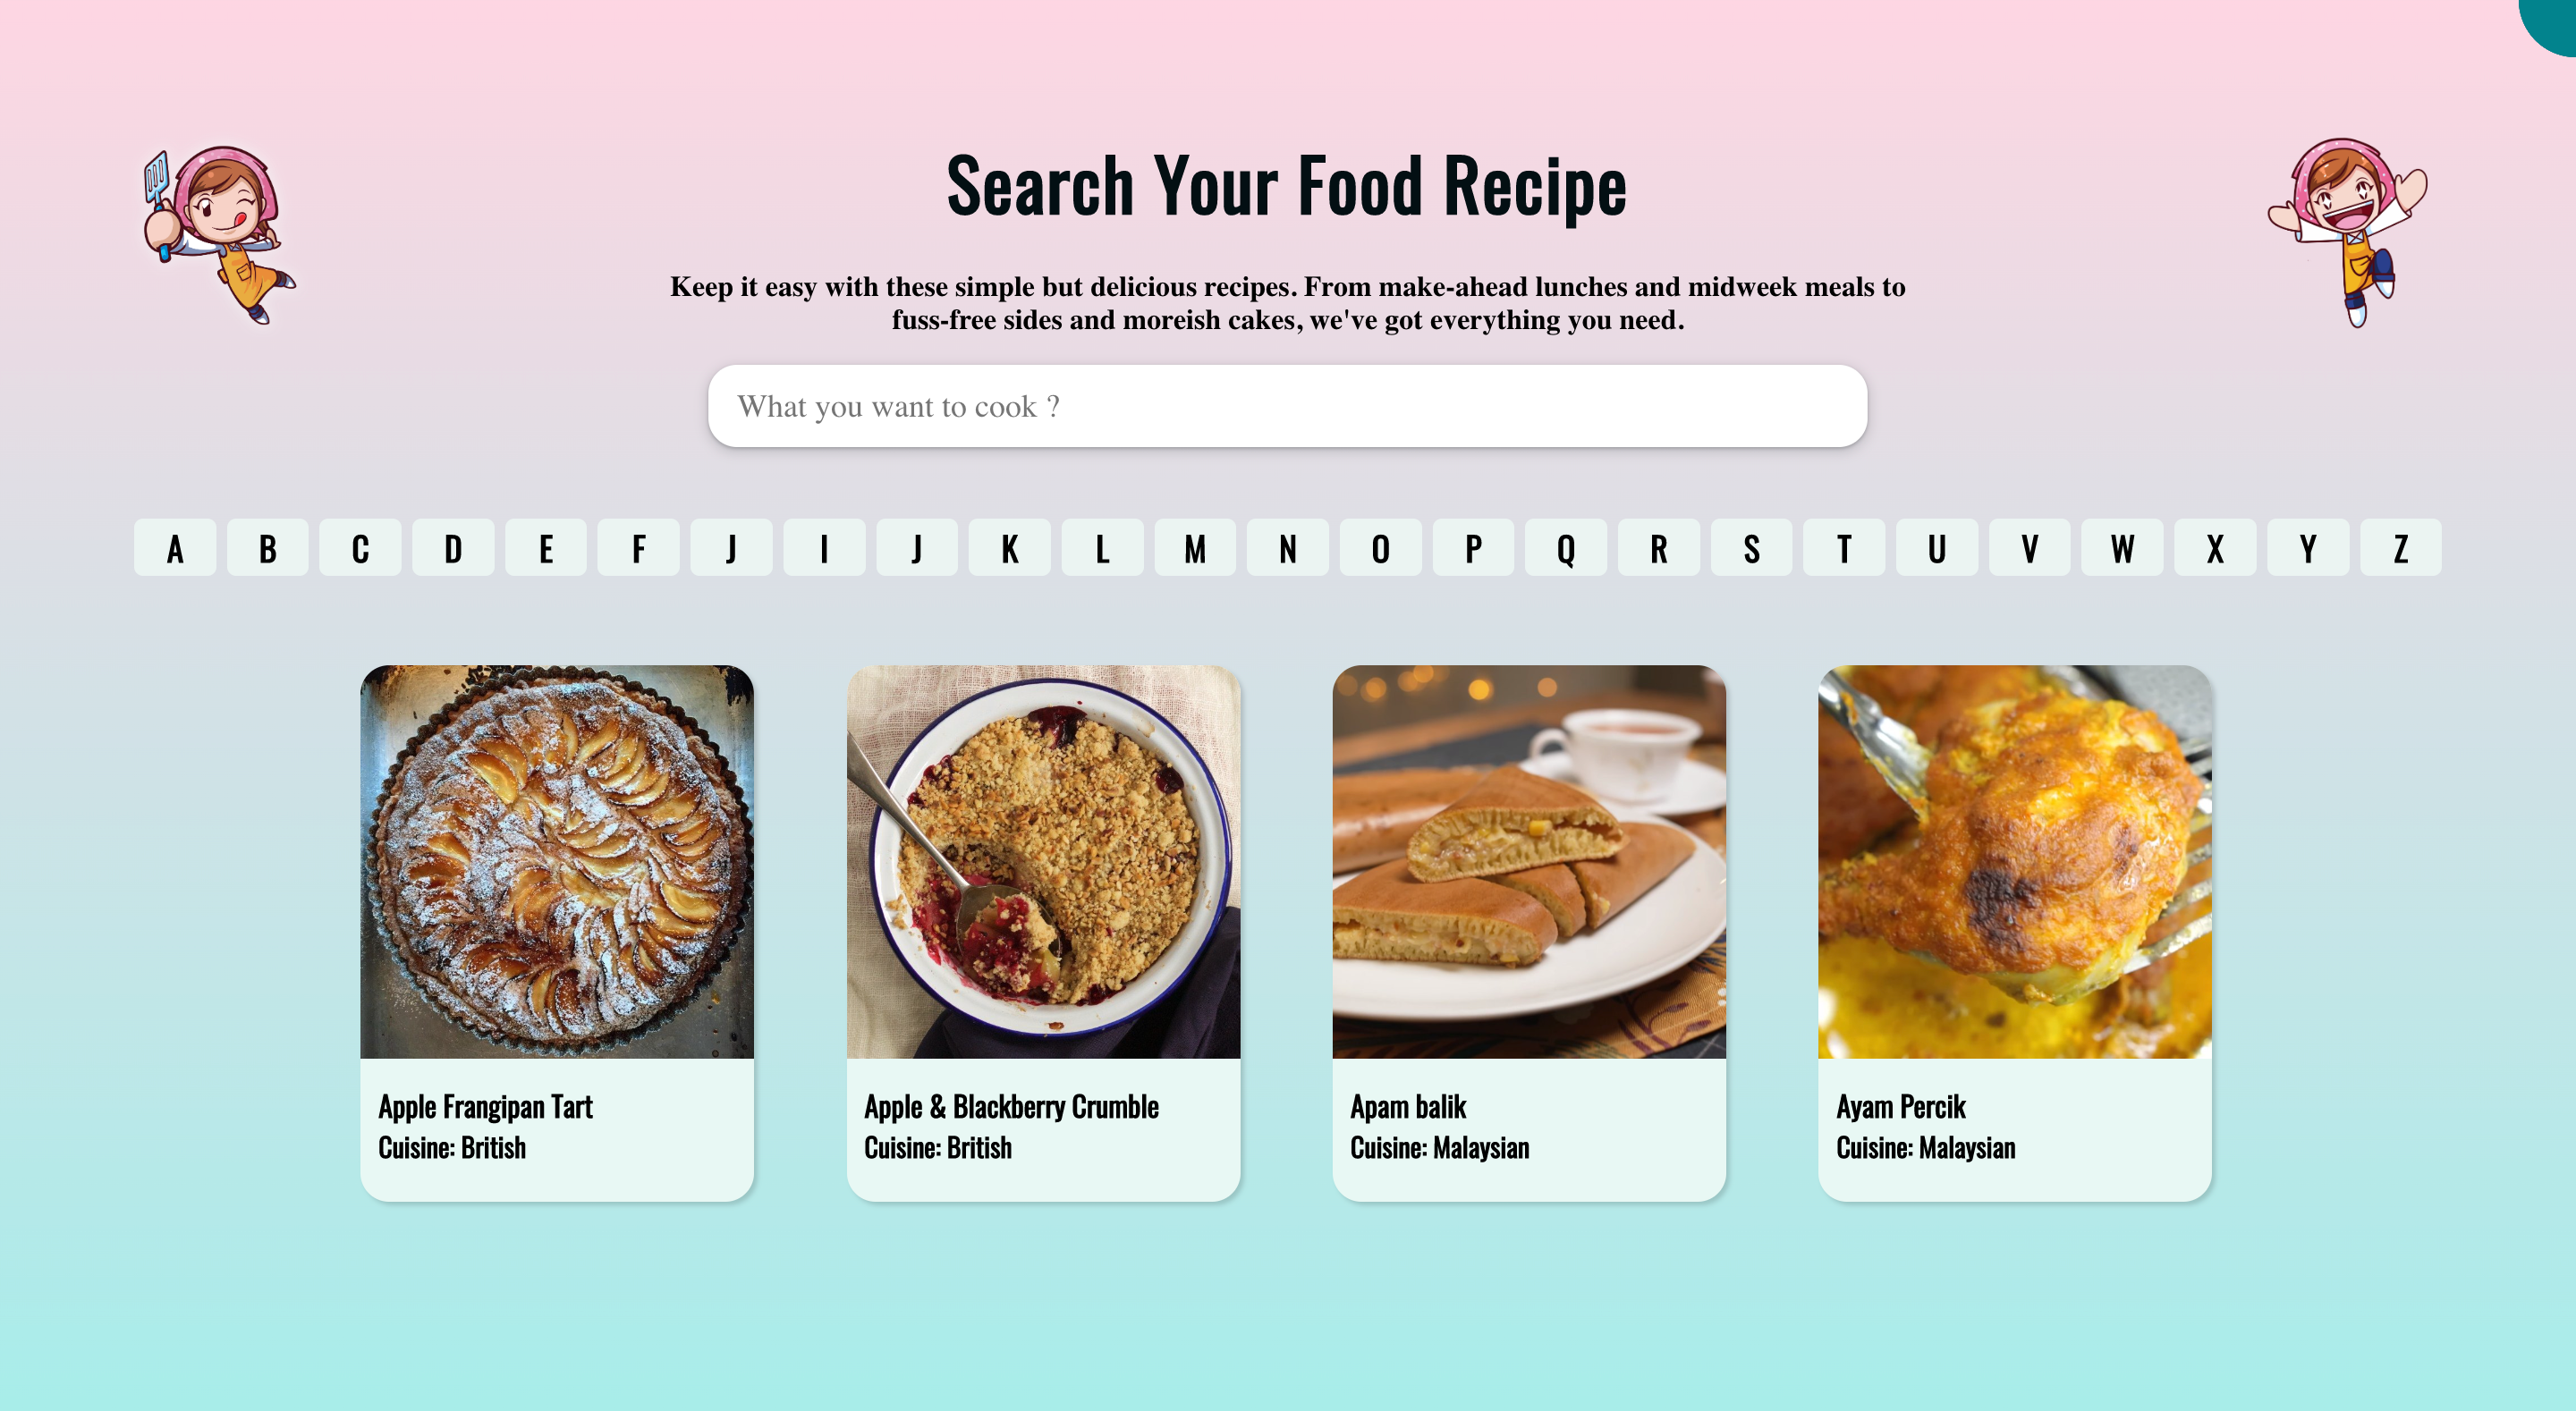 Search Your Food Recipe
Keep it easy with these simple but delicious recipes. From make-ahead lunches and midweek meals to
fuss-free sides and moreish cakes, we've got everything you need.
What you want to cook ?
A B C D E F J I J K L M N O P Q R S T U V W X Y Z
Apple Frangipan Tart
Cuisine: British
Apple & Blackberry Crumble
Cuisine: British
Apam balik
Cuisine: Malaysian
Ayam Percik
Cuisine: Malaysian